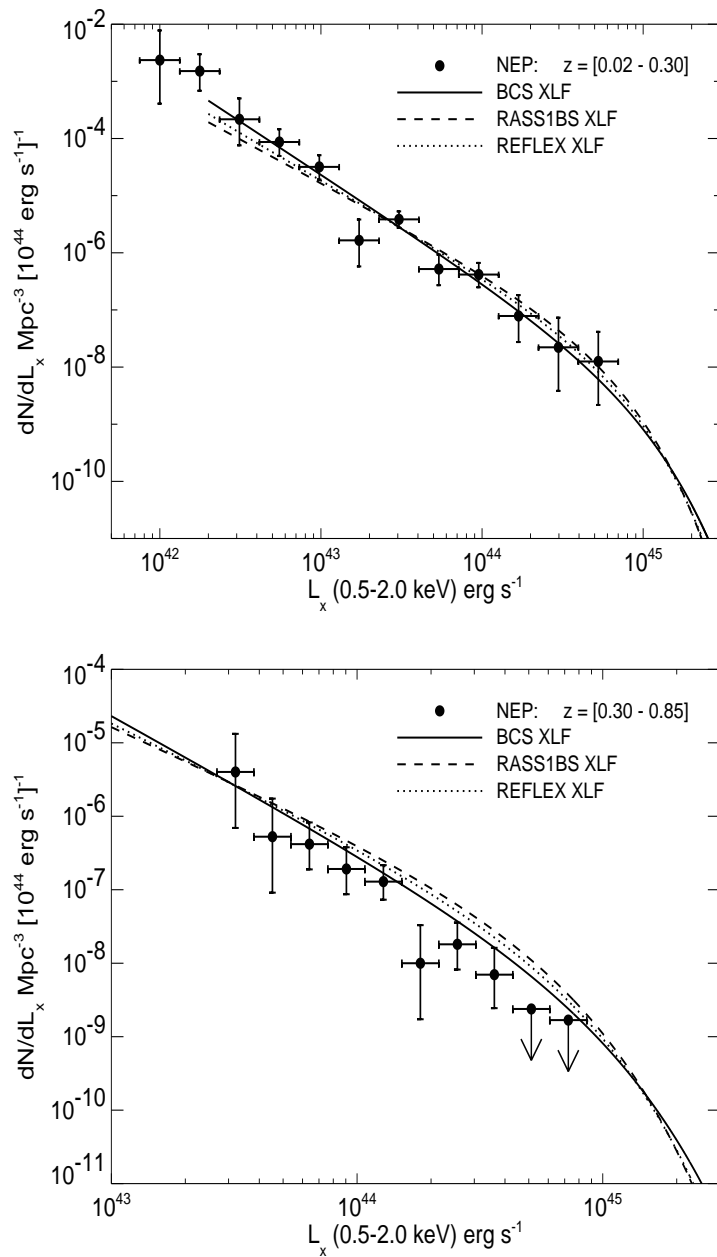 10^-2
10^-4
10^-6
10^-8
10^-10
dN/dL_x Mpc^-3 [10^44 erg s^-1]^-1
NEP: z = [0.02 - 0.30]
BCS XLF
RASS1BS XLF
REFLEX XLF
10^42 10^43 10^44 10^45
L_x (0.5-2.0 keV) erg s^-1
10^-4
10^-5
10^-6
10^-7
10^-8
10^-9
10^-10
10^-11
dN/dL_x Mpc^-3 [10^44 erg s^-1]^-1
NEP: z = [0.30 - 0.85]
BCS XLF
RASS1BS XLF
REFLEX XLF
10^43 10^44 10^45
L_x (0.5-2.0 keV) erg s^-1